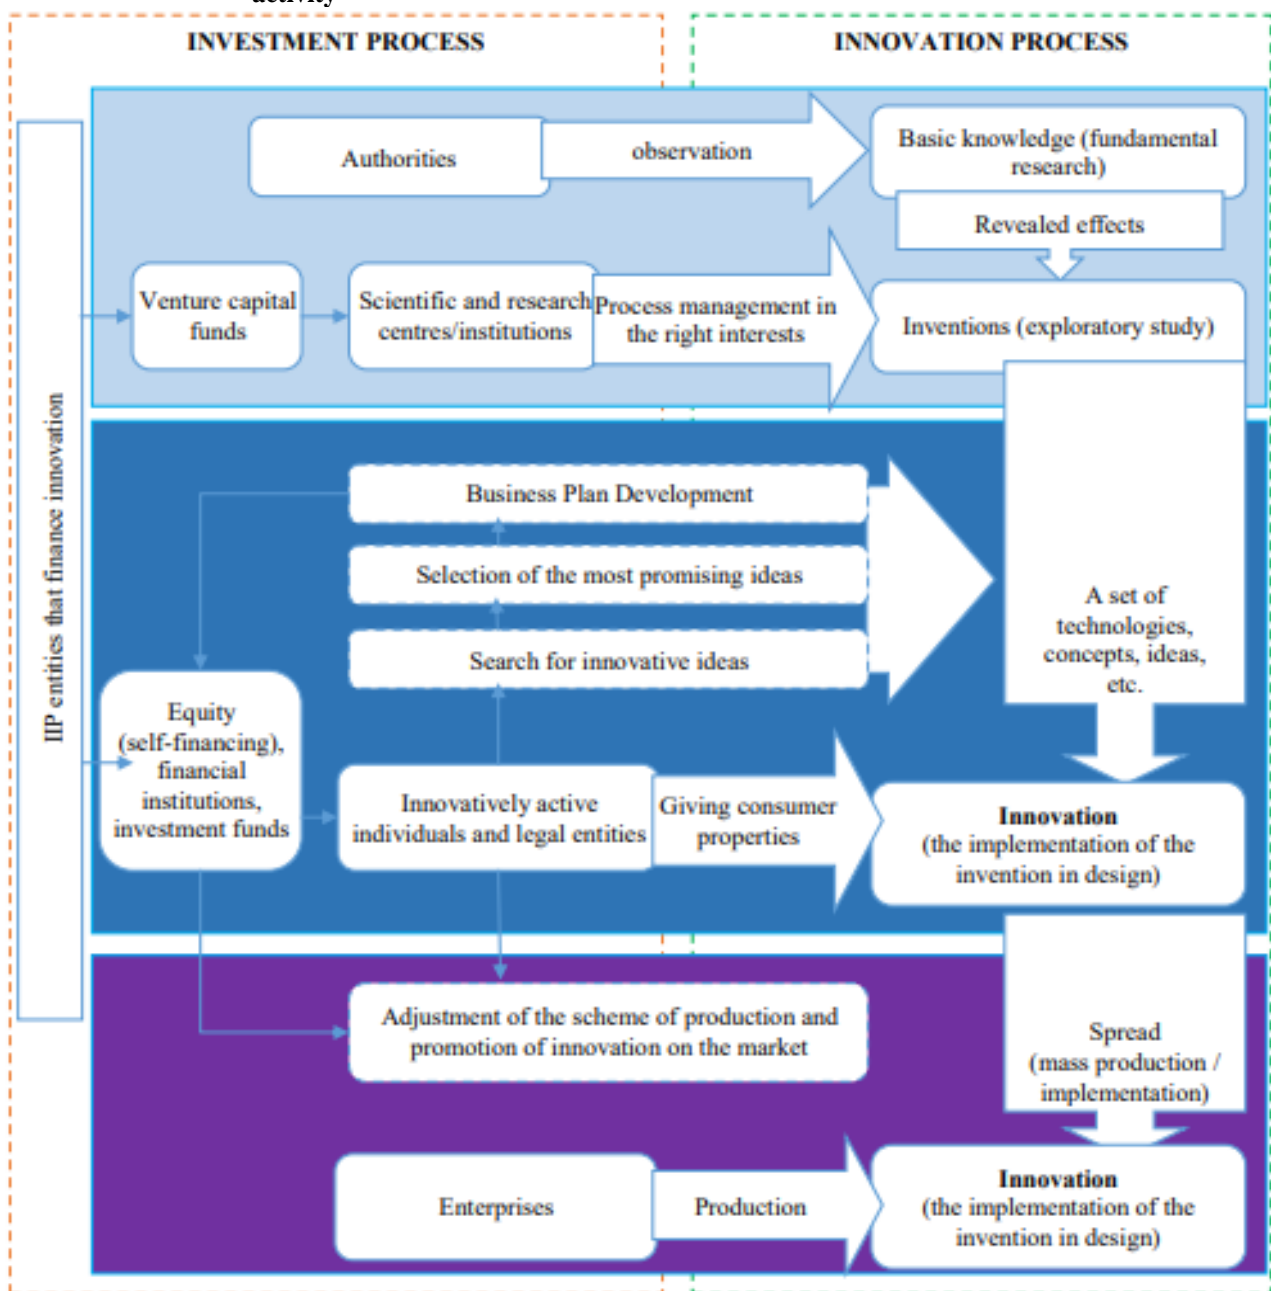 activity
INVESTMENT PROCESS
INNOVATION PROCESS
IIP entities that finance innovation
Authorities
observation
Basic knowledge (fundamental
research)
Revealed effects
Venture capital
funds
Scientific and research
centres/institutions
Process management in
the right interests
Inventions (exploratory study)
Business Plan Development
Selection of the most promising ideas
Search for innovative ideas
A set of
technologies,
concepts, ideas,
etc.
Equity
(self-financing),
financial
institutions,
investment funds
Innovatively active
individuals and legal entities
Giving consumer
properties
Innovation
(the implementation of the
invention in design)
Adjustment of the scheme of production and
promotion of innovation on the market
Spread
(mass production /
implementation)
Enterprises
Production
Innovation
(the implementation of the
invention in design)